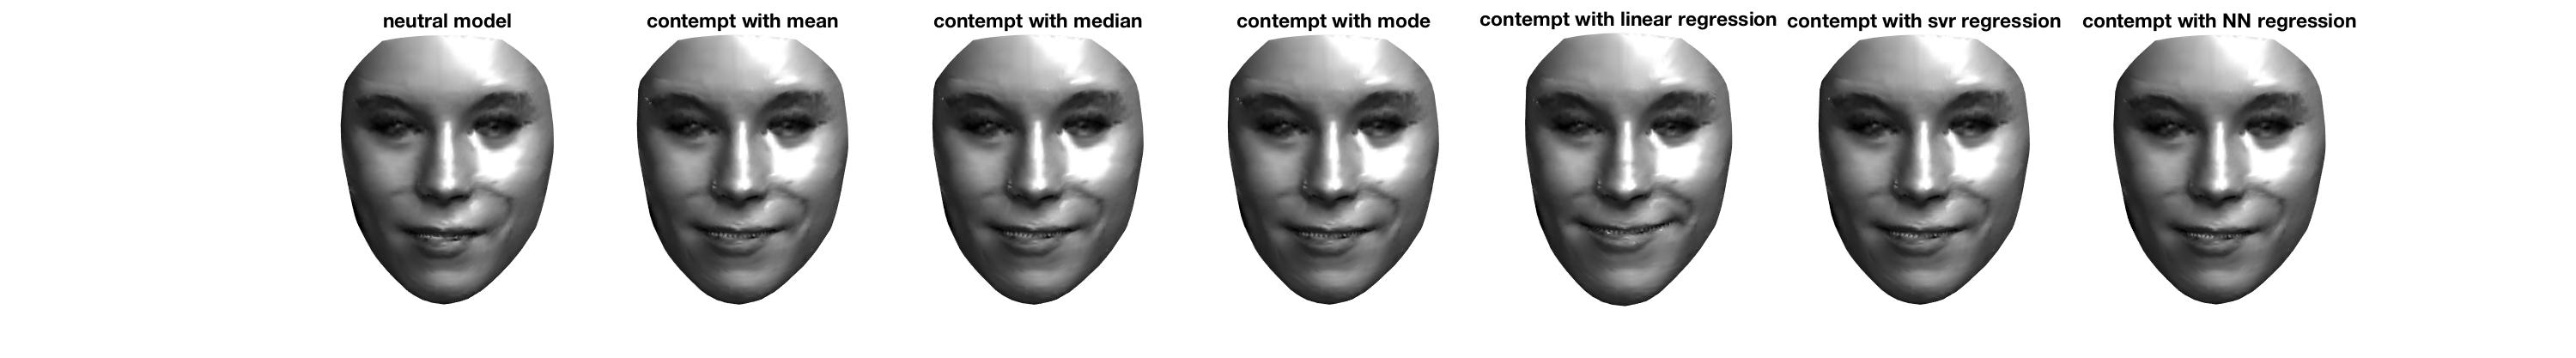 neutral model
contempt with mean
contempt with median
contempt with mode
contempt with linear regression
contempt with svr regression
contempt with NN regression